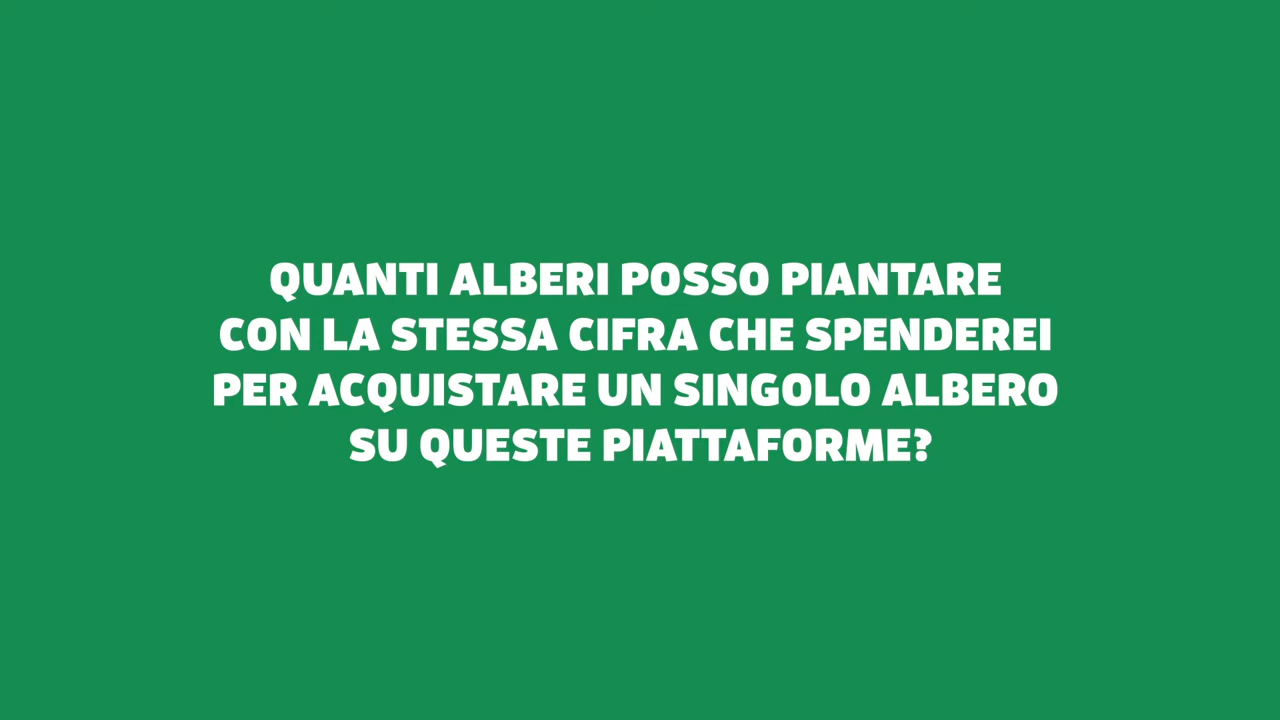 QUANTI ALBERI POSSO PIANTARE
CON LA STESSA CIFRA CHE SPENDEREI
PER ACQUISTARE UN SINGOLO ALBERO
SU QUESTE PIATTAFORME?